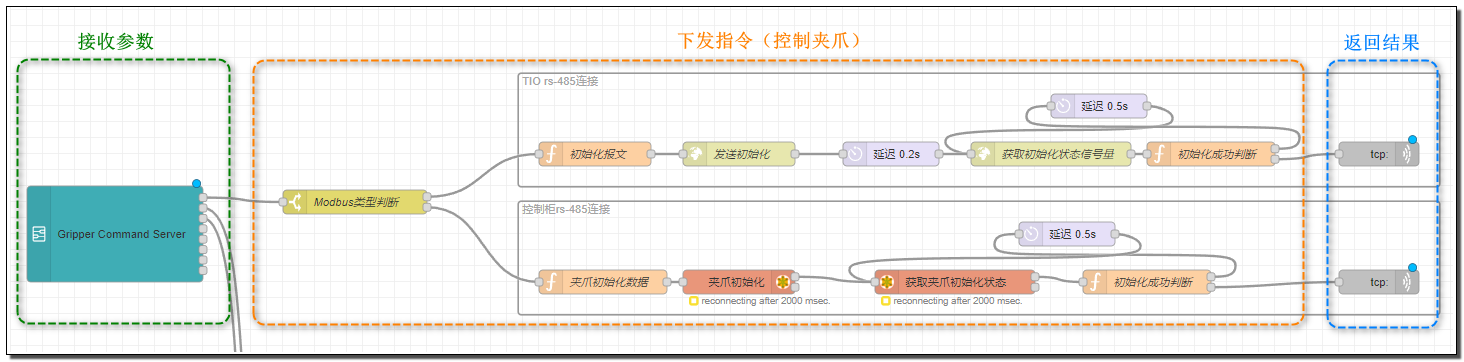 接收参数
下发指令（控制夹爪）
返回结果
TIO rs-485连接
延迟 0.5s
初始化报文
发送初始化
延迟 0.2s
获取初始化状态信号量
初始化成功判断
tcp:
Modbus类型判断
Gripper Command Server
控制柜rs-485连接
延迟 0.5s
夹爪初始化数据
夹爪初始化
获取夹爪初始化状态
初始化成功判断
tcp:
reconnecting after 2000 msec.
reconnecting after 2000 msec.